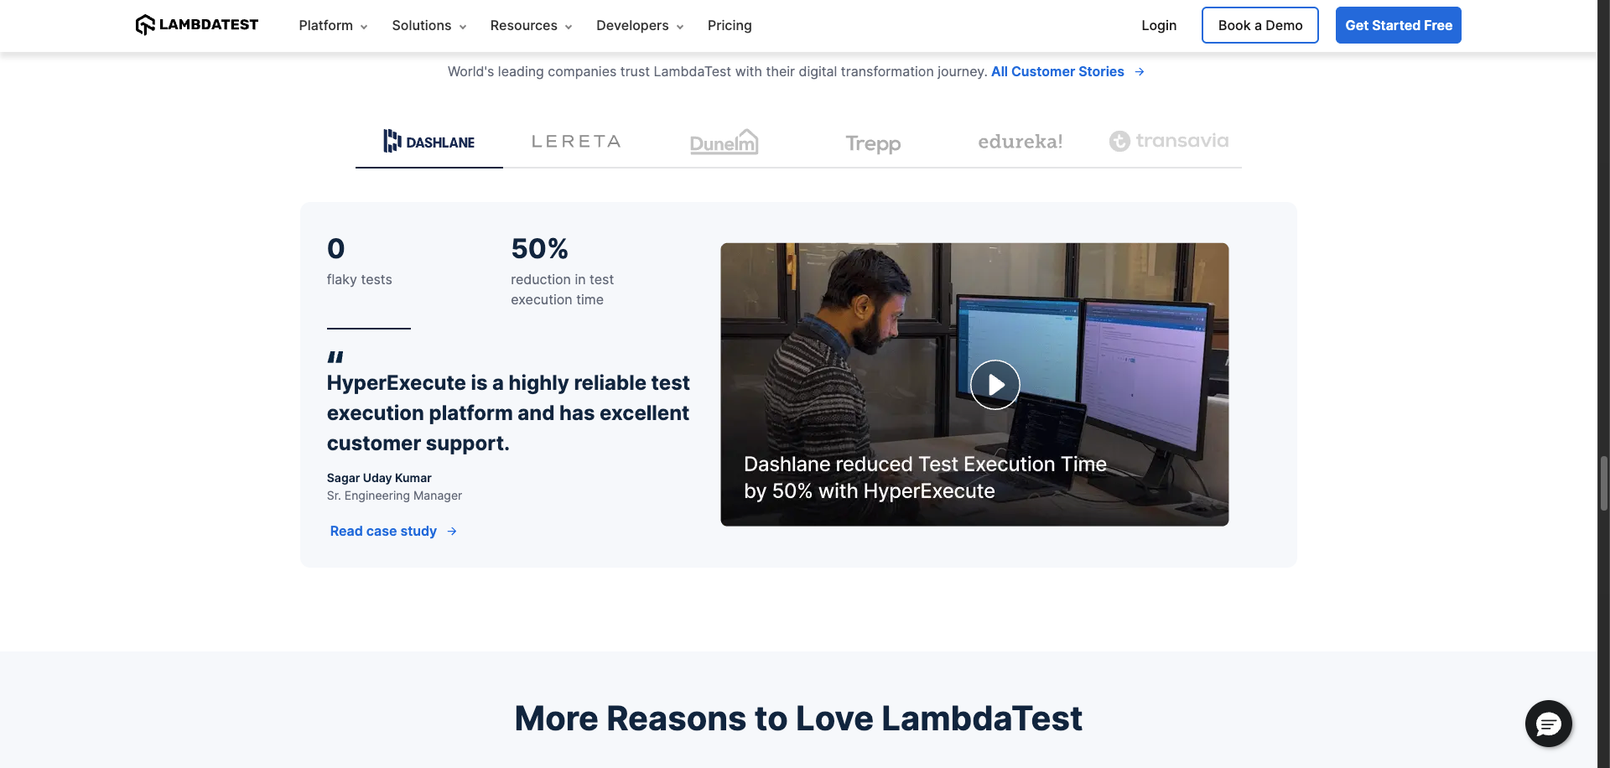 LAMBDATEST
Platform
Solutions
Resources
Developers
Pricing
Login
Book a Demo
Get Started Free
World's leading companies trust LambdaTest with their digital transformation journey. All Customer Stories →
DASHLANE
LERETA
Dunelm
Trepp
edureka!
transavia
0
flaky tests
50%
reduction in test
execution time
"
HyperExecute is a highly reliable test
execution platform and has excellent
customer support.
Sagar Uday Kumar
Sr. Engineering Manager
Read case study →
Dashlane reduced Test Execution Time
by 50% with HyperExecute
More Reasons to Love LambdaTest